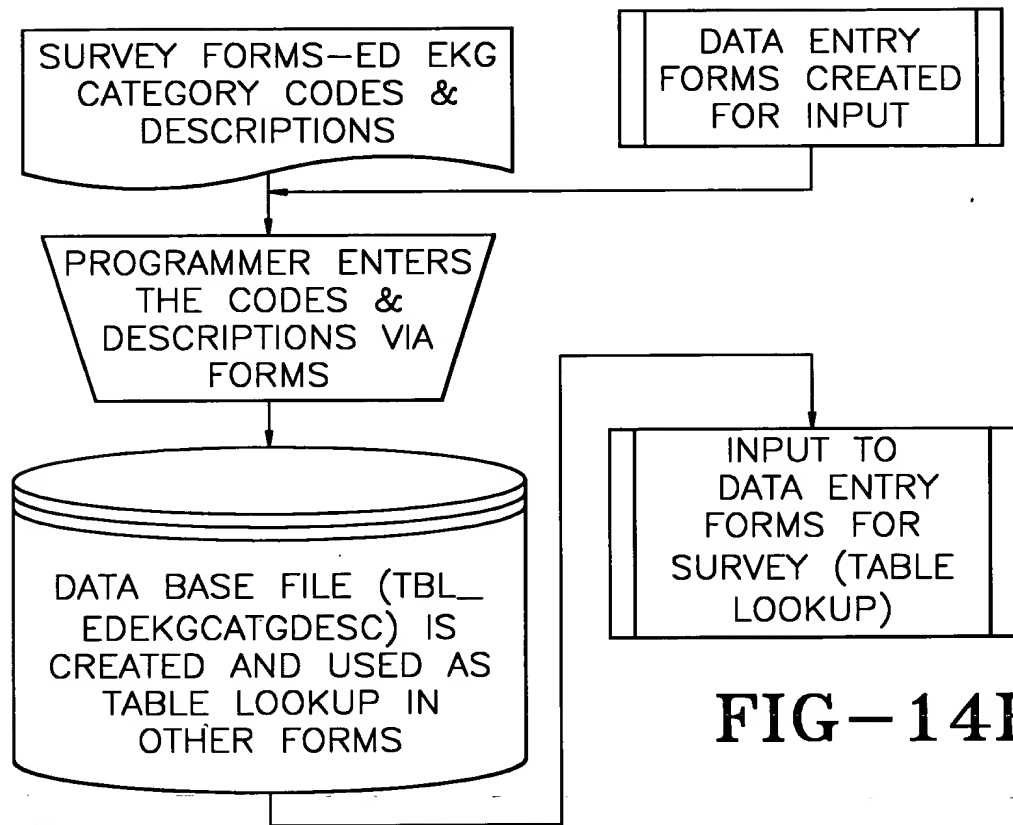 SURVEY FORMS-ED EKG
CATEGORY CODES &
DESCRIPTIONS
DATA ENTRY
FORMS CREATED
FOR INPUT
PROGRAMMER ENTERS
THE CODES &
DESCRIPTIONS VIA
FORMS
DATA BASE FILE (TBL_
EDEKGCATGDESC) IS
CREATED AND USED AS
TABLE LOOKUP IN
OTHER FORMS
INPUT TO
DATA ENTRY
FORMS FOR
SURVEY (TABLE
LOOKUP)